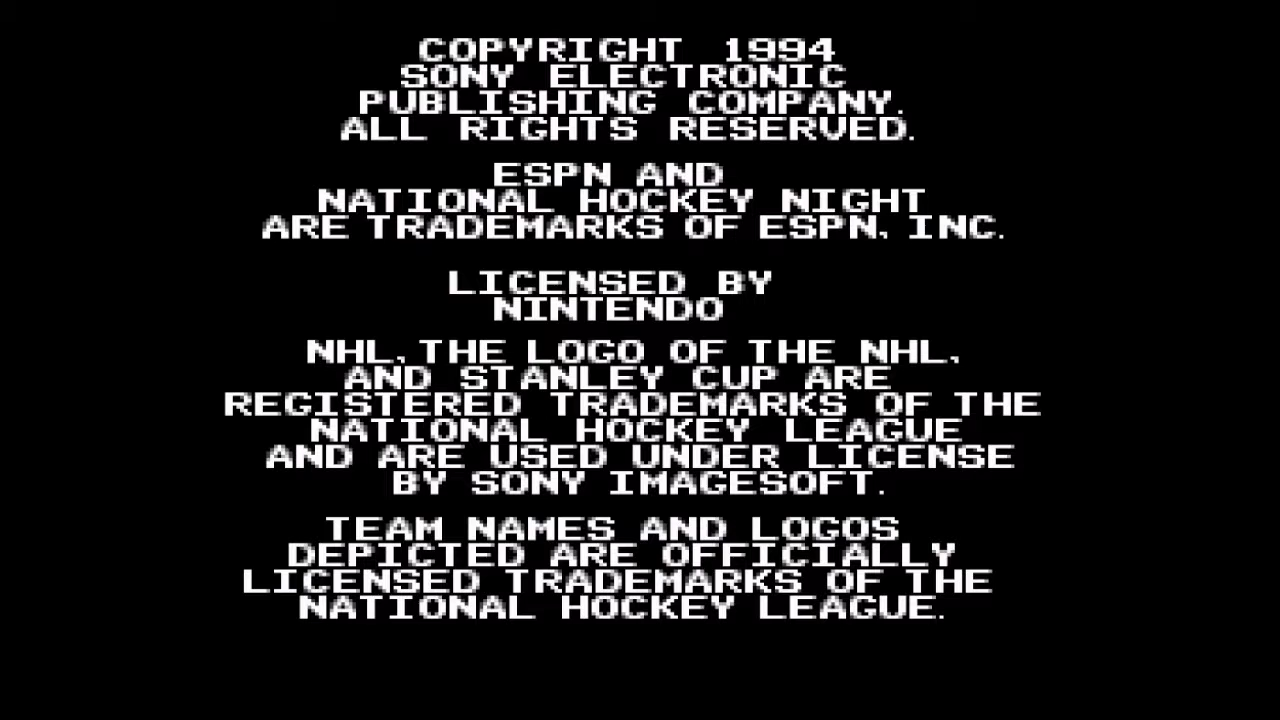 COPYRIGHT 1994
SONY ELECTRONIC
PUBLISHING COMPANY.
ALL RIGHTS RESERVED.
ESPN AND
NATIONAL HOCKEY NIGHT
ARE TRADEMARKS OF ESPN, INC.
LICENSED BY
NINTENDO
NHL, THE LOGO OF THE NHL,
AND STANLEY CUP ARE
REGISTERED TRADEMARKS OF THE
NATIONAL HOCKEY LEAGUE
AND ARE USED UNDER LICENSE
BY SONY IMAGESOFT.
TEAM NAMES AND LOGOS
DEPICTED ARE OFFICIALLY
LICENSED TRADEMARKS OF THE
NATIONAL HOCKEY LEAGUE.